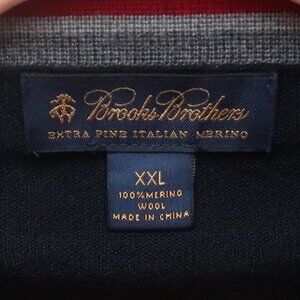 Brooks Brothers
EXTRA FINE ITALIAN MERINO
XXL
100% MERINO
WOOL
MADE IN CHINA